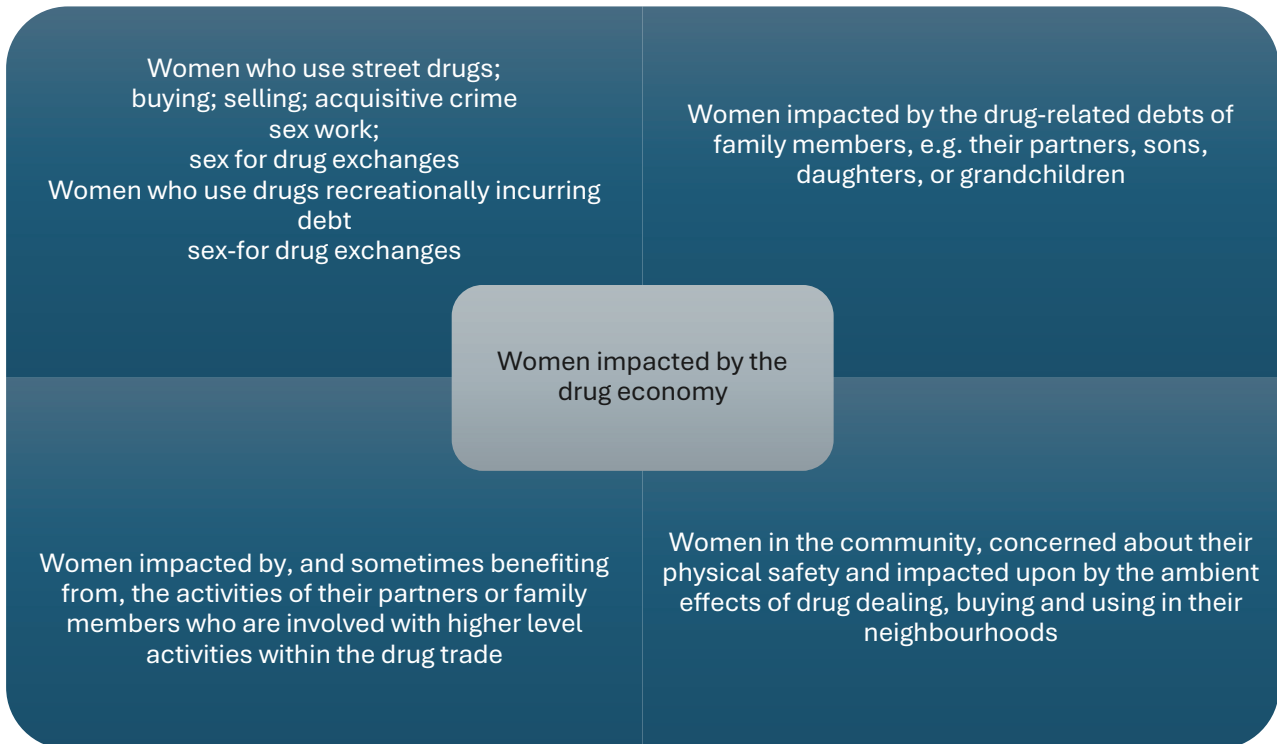 Women who use street drugs;
buying; selling; acquisitive crime
sex work;
sex for drug exchanges
Women who use drugs recreationally incurring
debt
sex-for drug exchanges
Women impacted by the drug-related debts of
family members, e.g. their partners, sons,
daughters, or grandchildren
Women impacted by the
drug economy
Women impacted by, and sometimes benefiting
from, the activities of their partners or family
members who are involved with higher level
activities within the drug trade
Women in the community, concerned about their
physical safety and impacted upon by the ambient
effects of drug dealing, buying and using in their
neighbourhoods